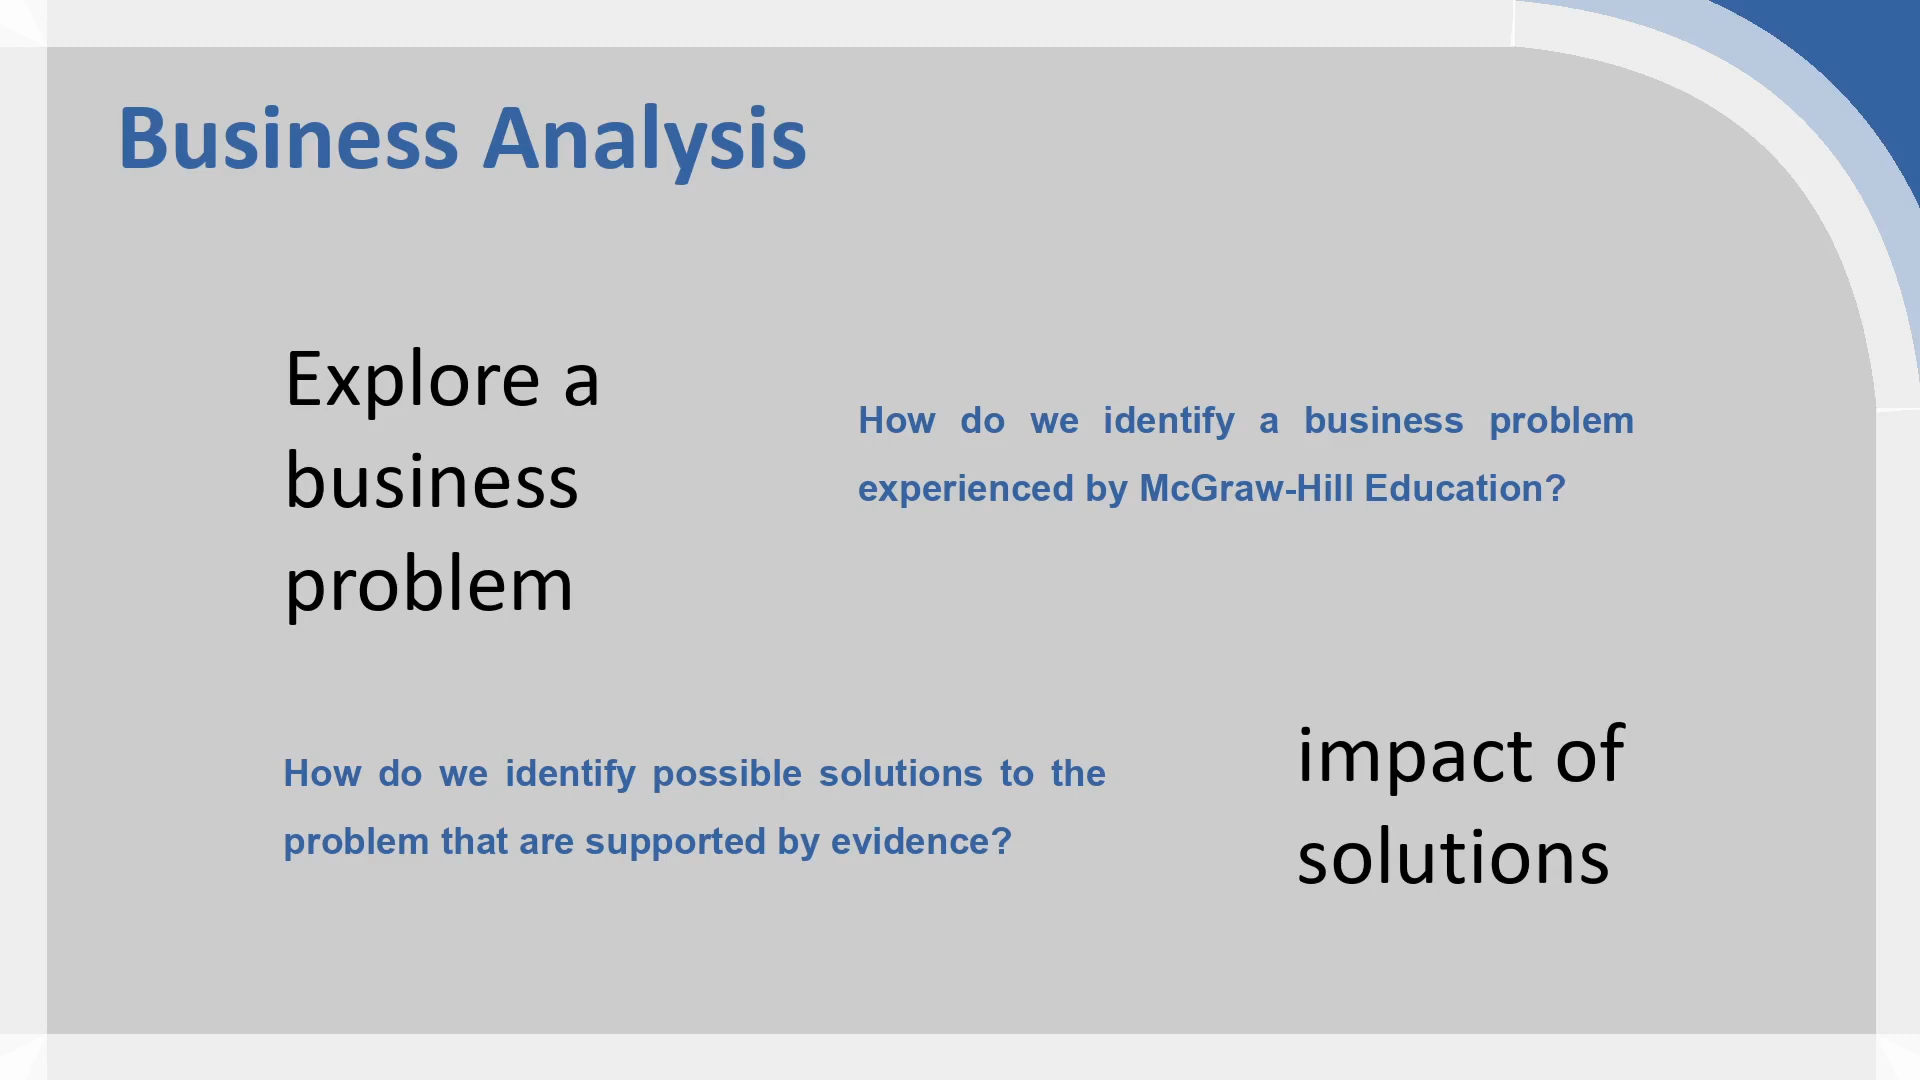 Business Analysis
Explore a
business
problem
How do we identify a business problem
experienced by McGraw-Hill Education?
How do we identify possible solutions to the
problem that are supported by evidence?
impact of
solutions